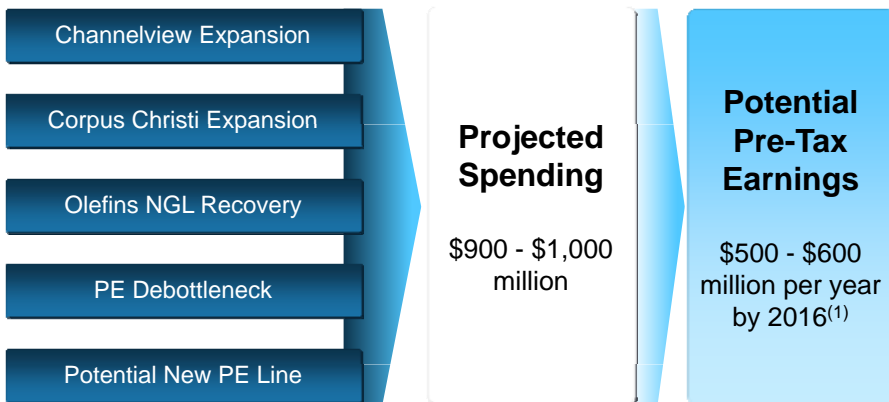 Channelview Expansion
Corpus Christi Expansion
Olefins NGL Recovery
PE Debottleneck
Potential New PE Line
Projected
Spending
$900 - $1,000
million
Potential
Pre-Tax
Earnings
$500 - $600
million per year
by 2016(1)